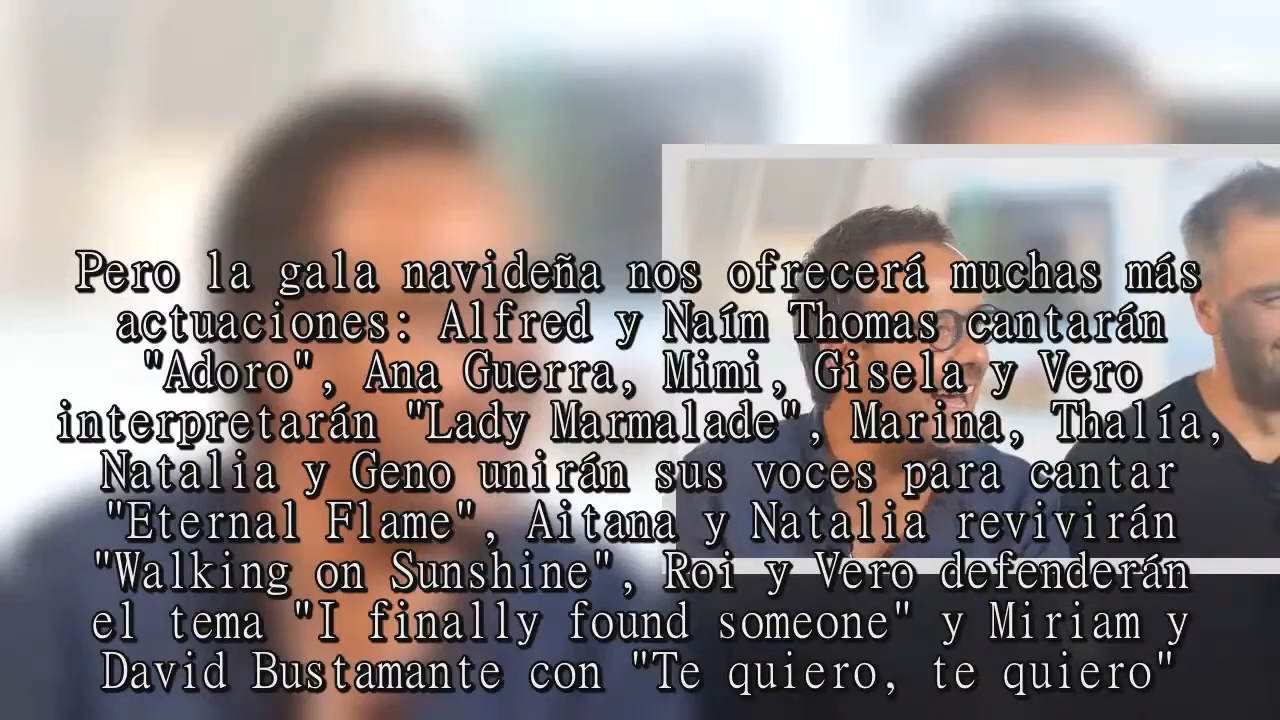 Pero la gala navideña nos ofrecerá muchas más
actuaciones: Alfred y Naím Thomas cantarán
"Adoro", Ana Guerra, Mimi, Gisela y Vero
interpretarán "Lady Marmalade", Marina, Thalía,
Natalia y Geno unirán sus voces para cantar
"Eternal Flame", Aitana y Natalia revivirán
"Walking on Sunshine", Roi y Vero defenderán
el tema "I finally found someone" y Miriam y
David Bustamante con "Te quiero, te quiero"